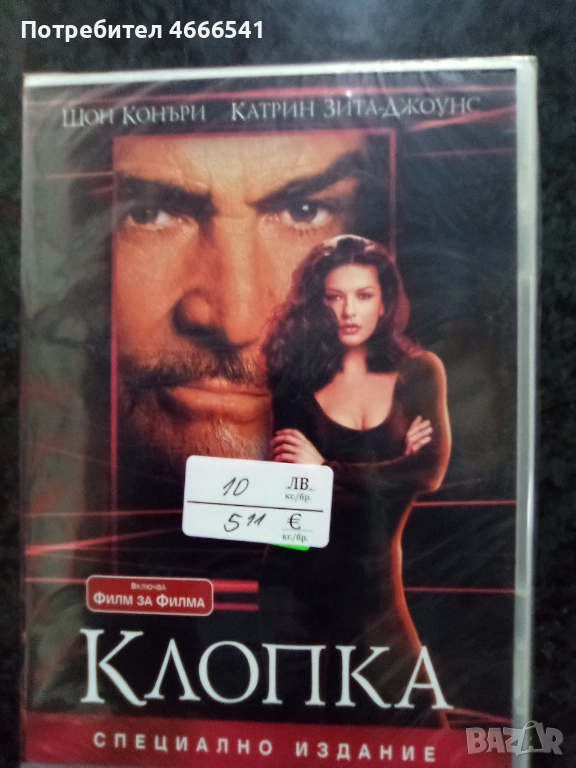 Потребител 4666541
ШОН КОНЪРИ КАТРИН ЗИТА-ДЖОУНС
10 ЛВ.
кг./бр.
5 11 €
кг./бр.
ВКЛЮЧВА
ФИЛМ ЗА ФИЛМА
КЛОПКА
СПЕЦИАЛНО ИЗДАНИЕ
BAZAR